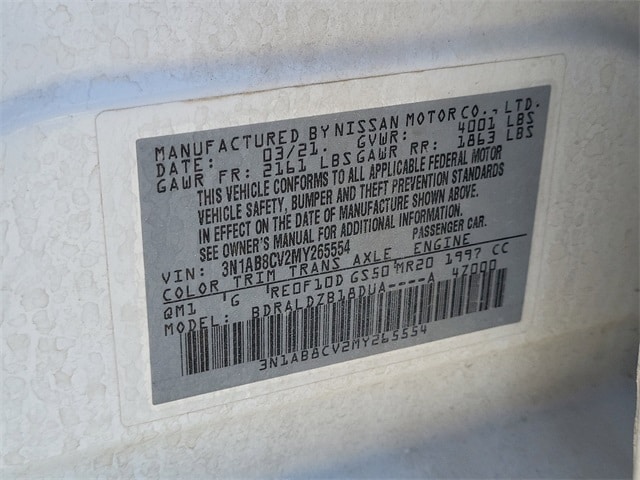 MANUFACTURED BY NISSAN MOTOR CO., LTD.
DATE: 03/21. GVWR: 4001 LBS
GAWR FR: 2161 LBS GAWR RR: 1863 LBS
THIS VEHICLE CONFORMS TO ALL APPLICABLE FEDERAL MOTOR
VEHICLE SAFETY, BUMPER AND THEFT PREVENTION STANDARDS
IN EFFECT ON THE DATE OF MANUFACTURE SHOWN ABOVE.
SEE OWNER'S MANUAL FOR ADDITIONAL INFORMATION.
VIN: 3N1AB8CV2MY265554 PASSENGER CAR.
COLOR TRIM TRANS AXLE ENGINE
QM1 G RE0F10D GS50 MR20 1997 CC
MODEL: BDRALDZB18DUA----A 4Z000
3N1AB8CV2MY265554